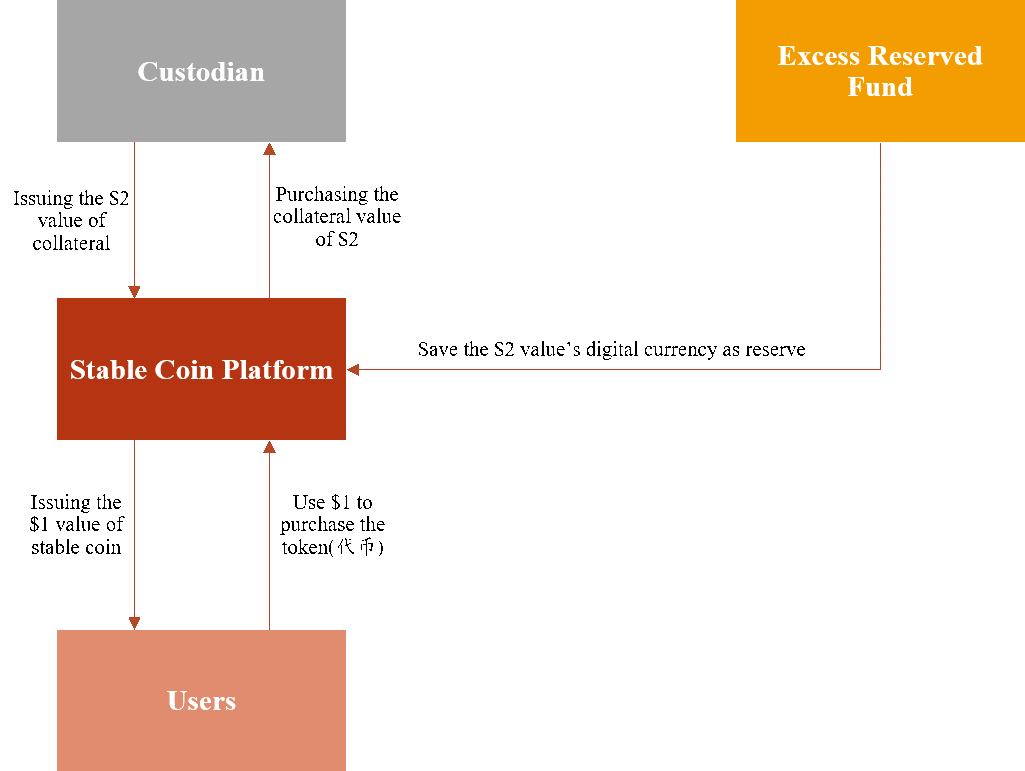 Custodian
Excess Reserved
Fund
Issuing the S2
value of
collateral
Purchasing the
collateral value
of S2
Stable Coin Platform
Save the S2 value’s digital currency as reserve
Issuing the
$1 value of
stable coin
Use $1 to
purchase the
token(代币)
Users